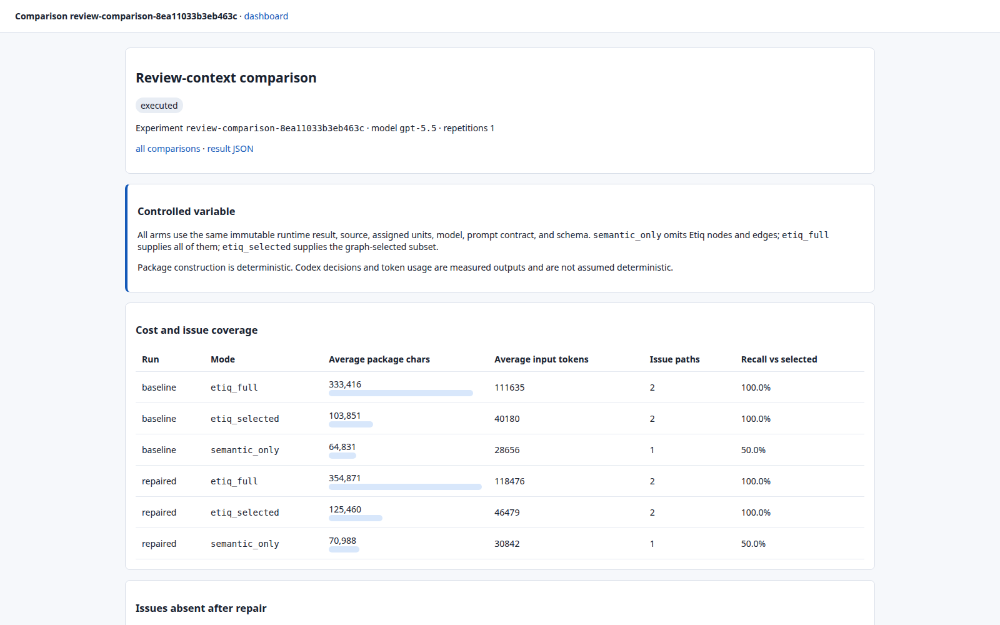 Comparison review-comparison-8ea11033b3eb463c · dashboard
Review-context comparison
executed
Experiment review-comparison-8ea11033b3eb463c · model gpt-5.5 · repetitions 1
all comparisons · result JSON
Controlled variable
All arms use the same immutable runtime result, source, assigned units, model, prompt contract, and schema. semantic_only omits Etiq nodes and edges; etiq_full
supplies all of them; etiq_selected supplies the graph-selected subset.
Package construction is deterministic. Codex decisions and token usage are measured outputs and are not assumed deterministic.
Cost and issue coverage
Run Mode Average package chars Average input tokens Issue paths Recall vs selected
baseline etiq_full 333,416 111635 2 100.0%
baseline etiq_selected 103,851 40180 2 100.0%
baseline semantic_only 64,831 28656 1 50.0%
repaired etiq_full 354,871 118476 2 100.0%
repaired etiq_selected 125,460 46479 2 100.0%
repaired semantic_only 70,988 30842 1 50.0%
Issues absent after repair